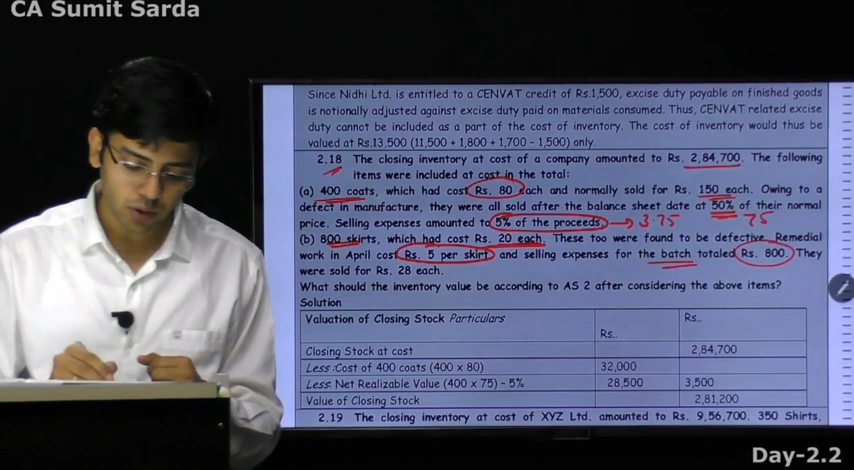 CA Sumit Sarda
Since Nidhi Ltd. is entitled to a CENVAT credit of Rs.1,500, excise duty payable on finished goods
is notionally adjusted against excise duty paid on materials consumed. Thus, CENVAT related excise
duty cannot be included as a part of the cost of inventory. The cost of inventory would thus be
valued at Rs.13,500 (11,500 + 1,800 + 1,700 - 1,500) only.
2.18 The closing inventory at cost of a company amounted to Rs. 2,84,700. The following
items were included at cost in the total:
(a) 400 coats, which had cost Rs. 80 each and normally sold for Rs. 150 each. Owing to a
defect in manufacture, they were all sold after the balance sheet date at 50% of their normal
price. Selling expenses amounted to 5% of the proceeds. → 3.75 75
(b) 800 skirts, which had cost Rs. 20 each. These too were found to be defective. Remedial
work in April cost Rs. 5 per skirt and selling expenses for the batch totaled Rs. 800. They
were sold for Rs. 28 each.
What should the inventory value be according to AS 2 after considering the above items?
Solution
Valuation of Closing Stock Particulars Rs.. Rs..
Closing Stock at cost 2,84,700
Less :Cost of 400 coats (400 x 80) 32,000
Less: Net Realizable Value (400 x 75) - 5% 28,500 3,500
Value of Closing Stock 2,81,200
2.19 The closing inventory at cost of XYZ Ltd. amounted to Rs. 9,56,700. 350 Shirts,
Day-2.2